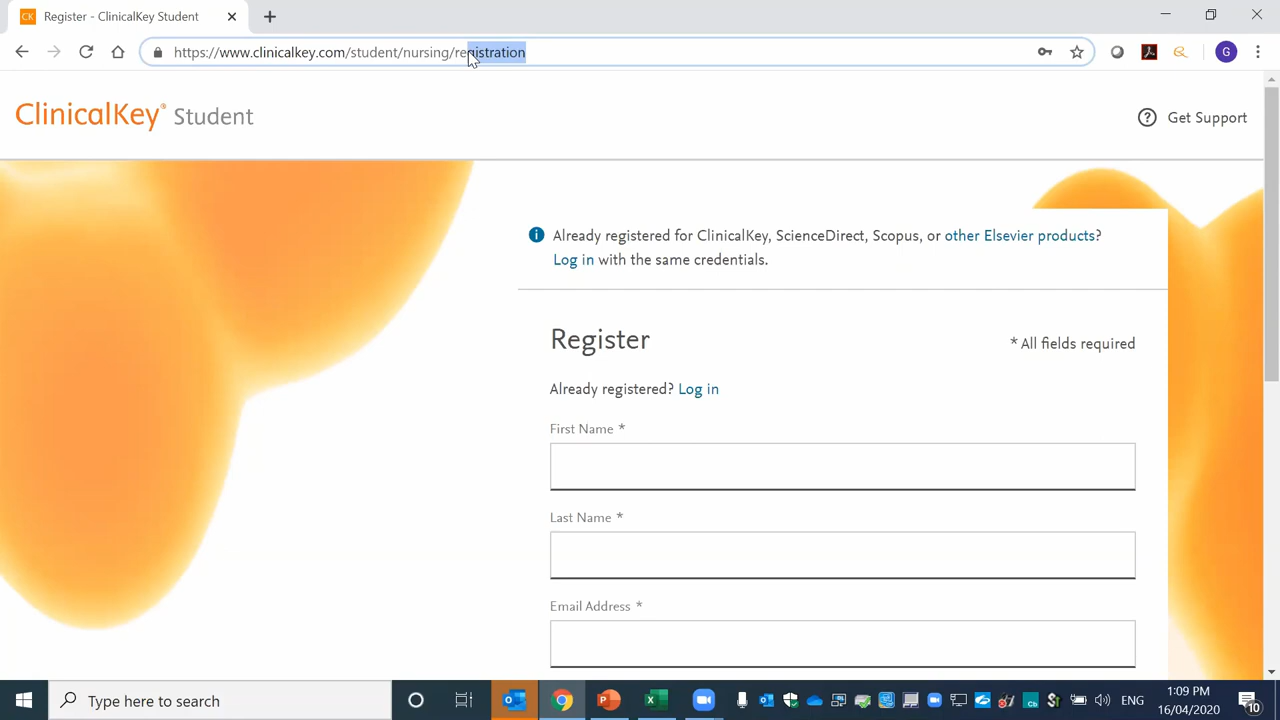 CK Register - ClinicalKey Student
https://www.clinicalkey.com/student/nursing/registration
G
ClinicalKey® Student
Get Support
Already registered for ClinicalKey, ScienceDirect, Scopus, or other Elsevier products?
Log in with the same credentials.
Register
* All fields required
Already registered? Log in
First Name *
Last Name *
Email Address *
Type here to search
ENG
1:09 PM
16/04/2020
10